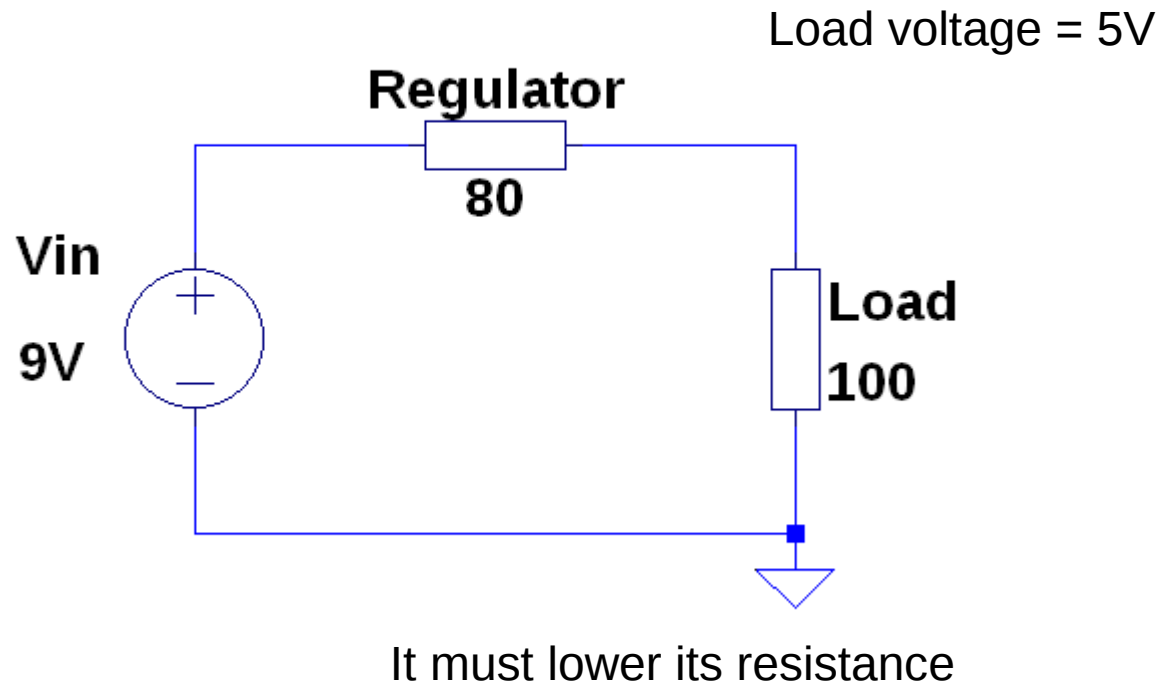 Load voltage = 5V
Regulator
80
Vin
9V
Load
100
It must lower its resistance